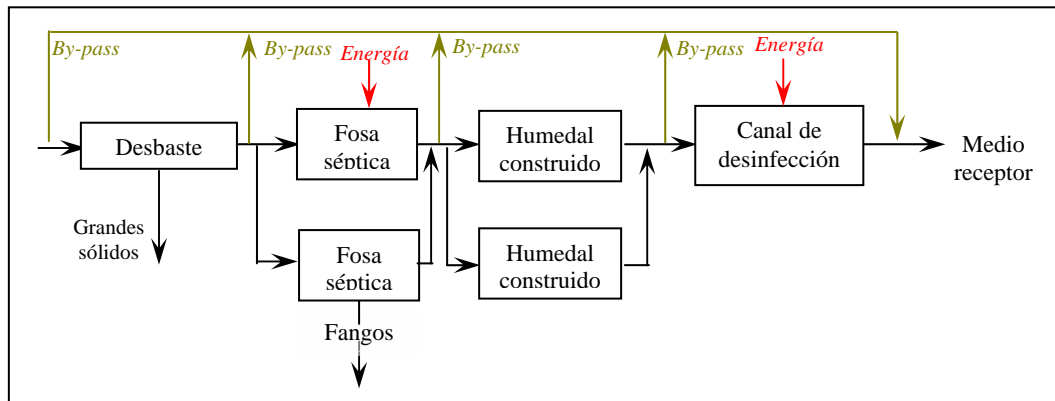 By-pass
By-pass
Energía
By-pass
By-pass
Energía
Desbaste
Fosa
séptica
Humedal
construido
Canal de
desinfección
Medio
receptor
Grandes
sólidos
Fosa
séptica
Humedal
construido
Fangos